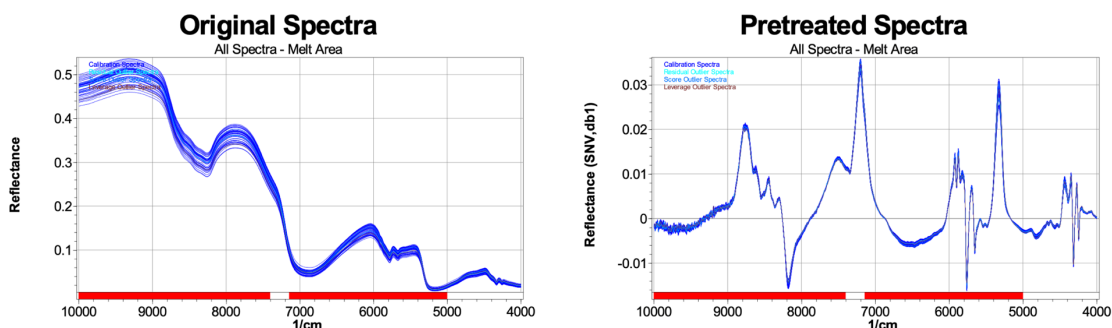 Original Spectra
All Spectra - Melt Area
Calibration Spectra
Leverage Outlier Spectra
0.5
0.4
0.3
0.2
0.1
Reflectance
10000 9000 8000 7000 6000 5000 4000
1/cm
Pretreated Spectra
All Spectra - Melt Area
Calibration Spectra
Residual Outlier Spectra
Score Outlier Spectra
Leverage Outlier Spectra
0.03
0.02
0.01
0
-0.01
Reflectance (SNV,db1)
10000 9000 8000 7000 6000 5000 4000
1/cm